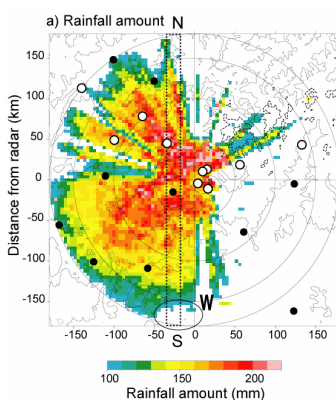 a) Rainfall amount
N
Distance from radar (km)
150
100
50
0
-50
-100
-150
W
S
-150 -100 -50 0 50 100 150
100 150 200
Rainfall amount (mm)